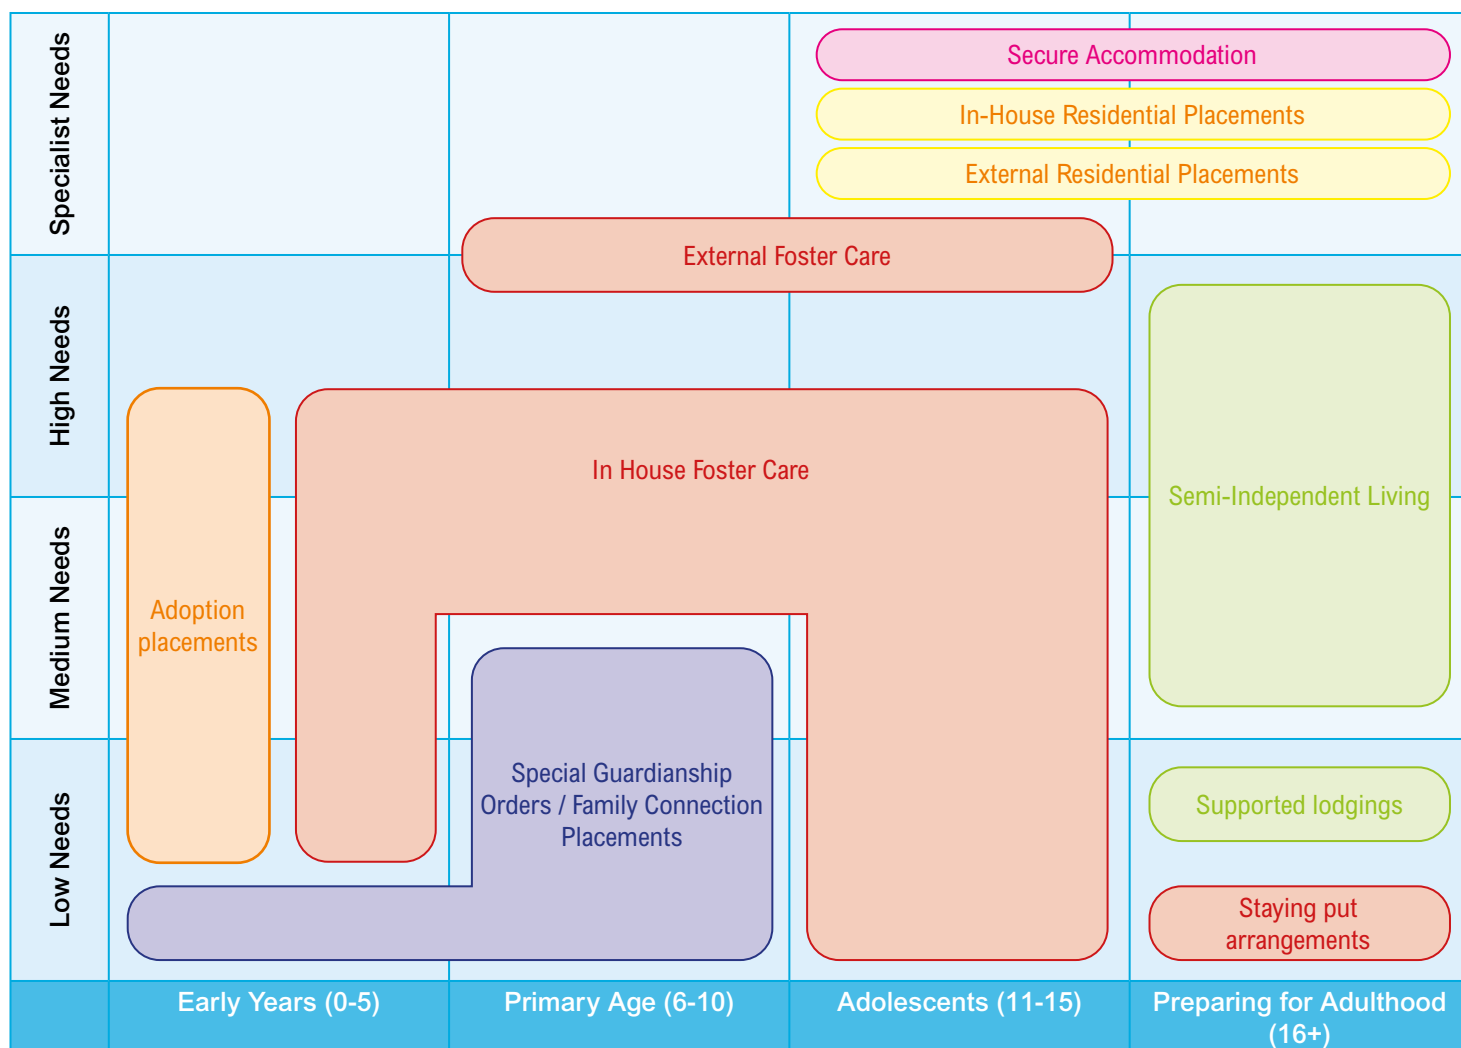 Specialist Needs
Secure Accommodation
In-House Residential Placements
External Residential Placements
External Foster Care
High Needs
In House Foster Care
Semi-Independent Living
Medium Needs
Adoption
placements
Low Needs
Special Guardianship
Orders / Family Connection
Placements
Supported lodgings
Staying put
arrangements
Early Years (0-5)
Primary Age (6-10)
Adolescents (11-15)
Preparing for Adulthood
(16+)